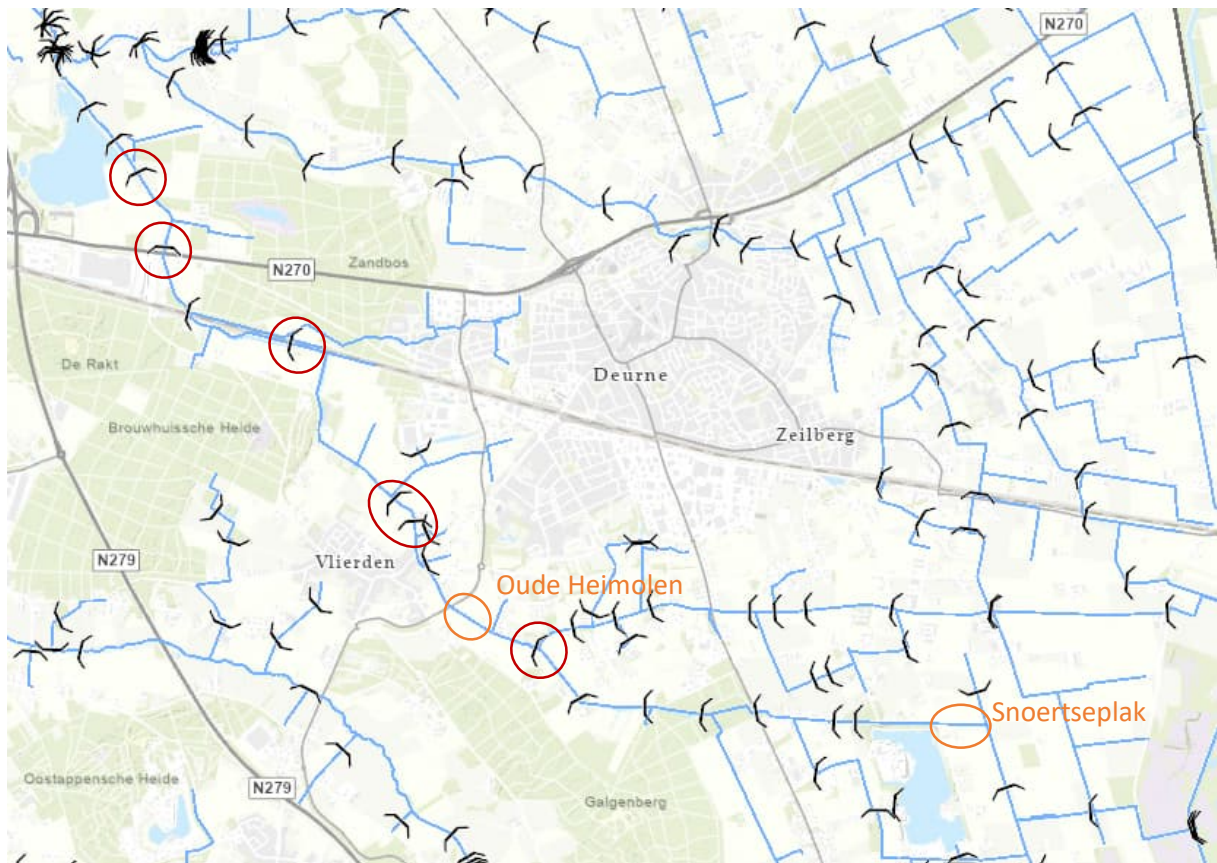 N270
Zandbos
N270
De Rakt
Deurne
Brouwhuissche Heide
Zeilberg
N279
Vlierden
Oude Heimolen
Snoertseplak
Oostappensche Heide
N279
Galgenberg